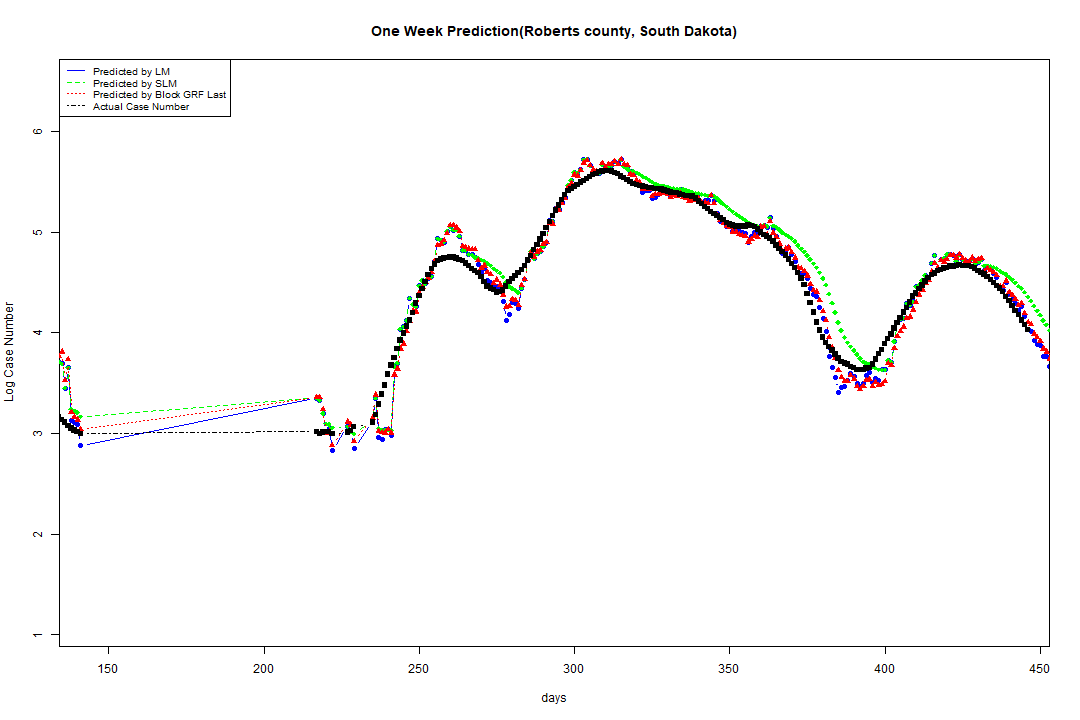 One Week Prediction(Roberts county, South Dakota)
Predicted by LM
Predicted by SLM
Predicted by Block GRF Last
Actual Case Number
6
5
4
3
2
1
Log Case Number
150 200 250 300 350 400 450
days